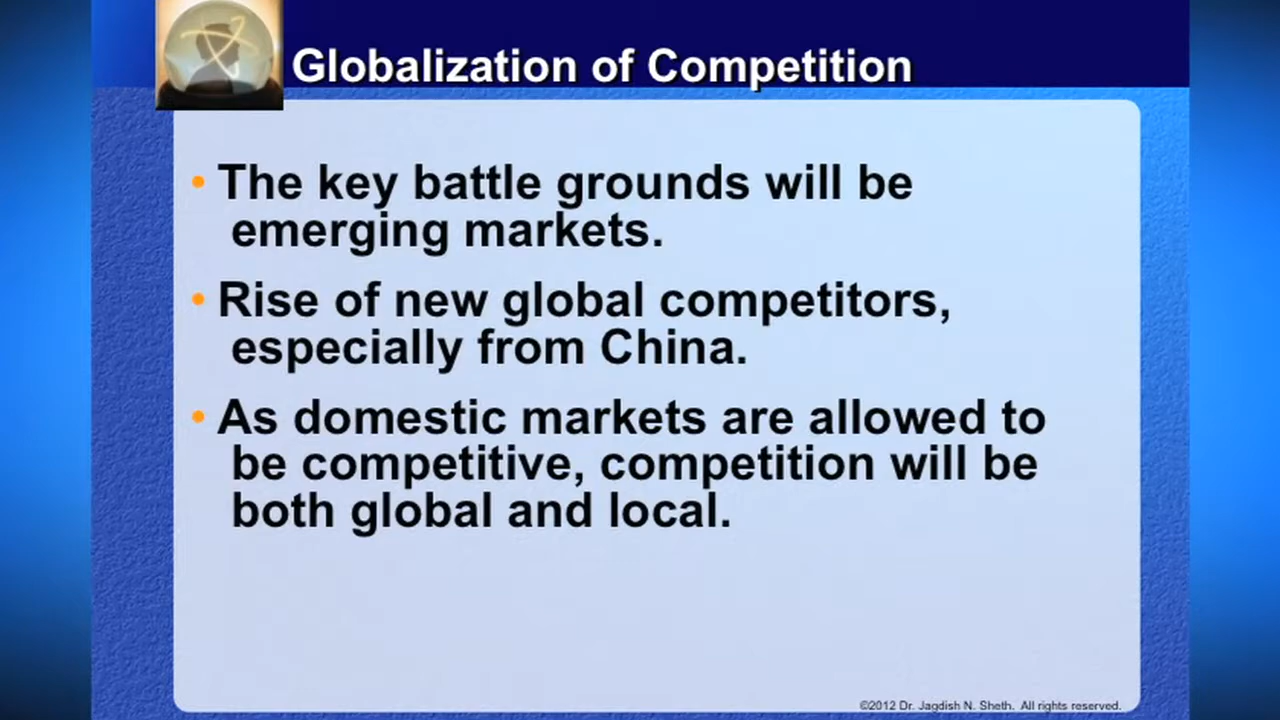 Globalization of Competition
• The key battle grounds will be
emerging markets.
• Rise of new global competitors,
especially from China.
• As domestic markets are allowed to
be competitive, competition will be
both global and local.
©2012 Dr. Jagdish N. Sheth. All rights reserved.